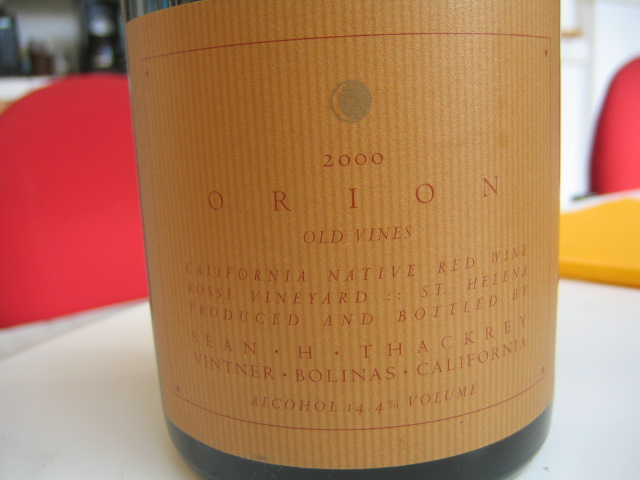 2000
ORION
OLD VINES
CALIFORNIA NATIVE RED WINE
ROSSI VINEYARD :: ST. HELENA
PRODUCED AND BOTTLED BY
SEAN · H · THACKREY
VINTNER · BOLINAS · CALIFORNIA
ALCOHOL 14.4% VOLUME